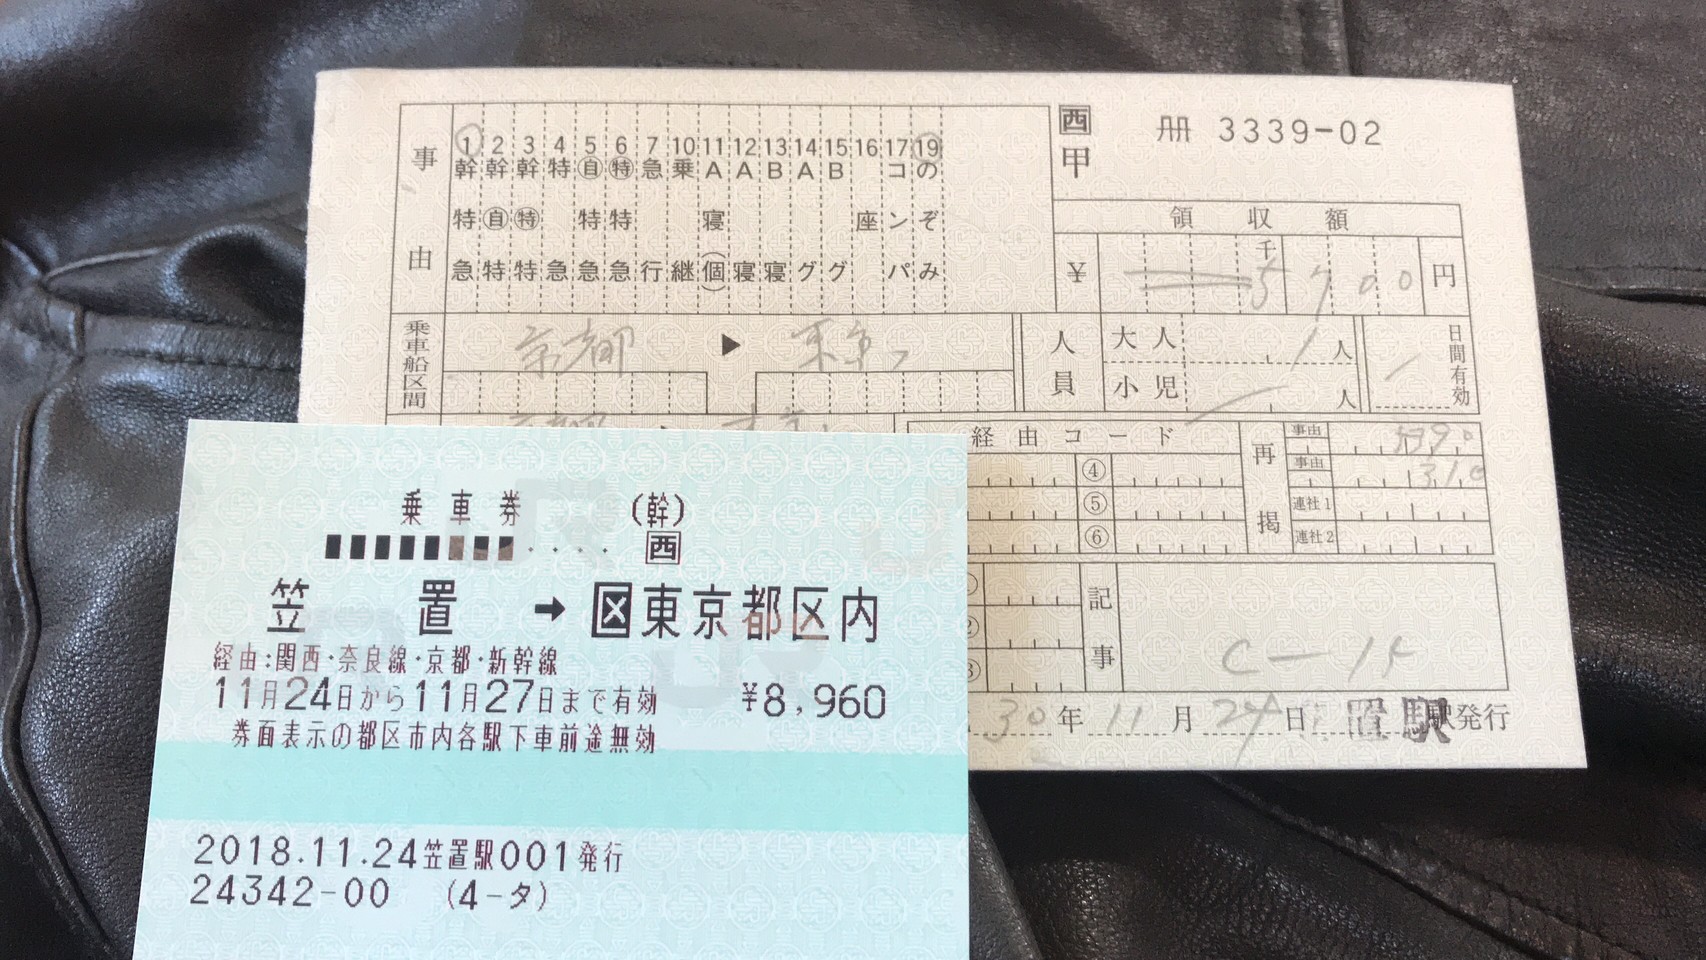 事由
1 2 3 4 5 6 7 10 11 12 13 14 15 16 17 19
幹 幹 幹 特 自 特 急 乗 A A B A B コ の
特 自 特 特 特 寝 座 ン ぞ
急 特 特 急 急 急 行 継 (個) 寝 寝 グ グ パ み
西 冊 3339-02
甲
領収額
¥ 千 5700 円
乗車船区間
京都 ▶ 東京
人員
大人 1人
小児 人
日間有効
経由コード
④
⑤
⑥
再掲
事由 5390
事由 310
連社1
連社2
記事
30年11月24日 置駅 駅発行
乗車券 (幹)
西
笠置 → 区東京都区内
経由:関西・奈良線・京都・新幹線
11月24日から11月27日まで有効 ¥8,960
券面表示の都区市内各駅下車前途無効
2018.11.24笠置駅001発行
24342-00 (4-タ)